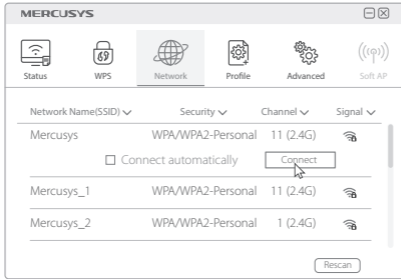 MERCUSYS
Status WPS Network Profile Advanced Soft AP
Network Name(SSID) Security Channel Signal
Mercusys WPA/WPA2-Personal 11 (2.4G)
Connect automatically Connect
Mercusys_1 WPA/WPA2-Personal 11 (2.4G)
Mercusys_2 WPA/WPA2-Personal 1 (2.4G)
Rescan